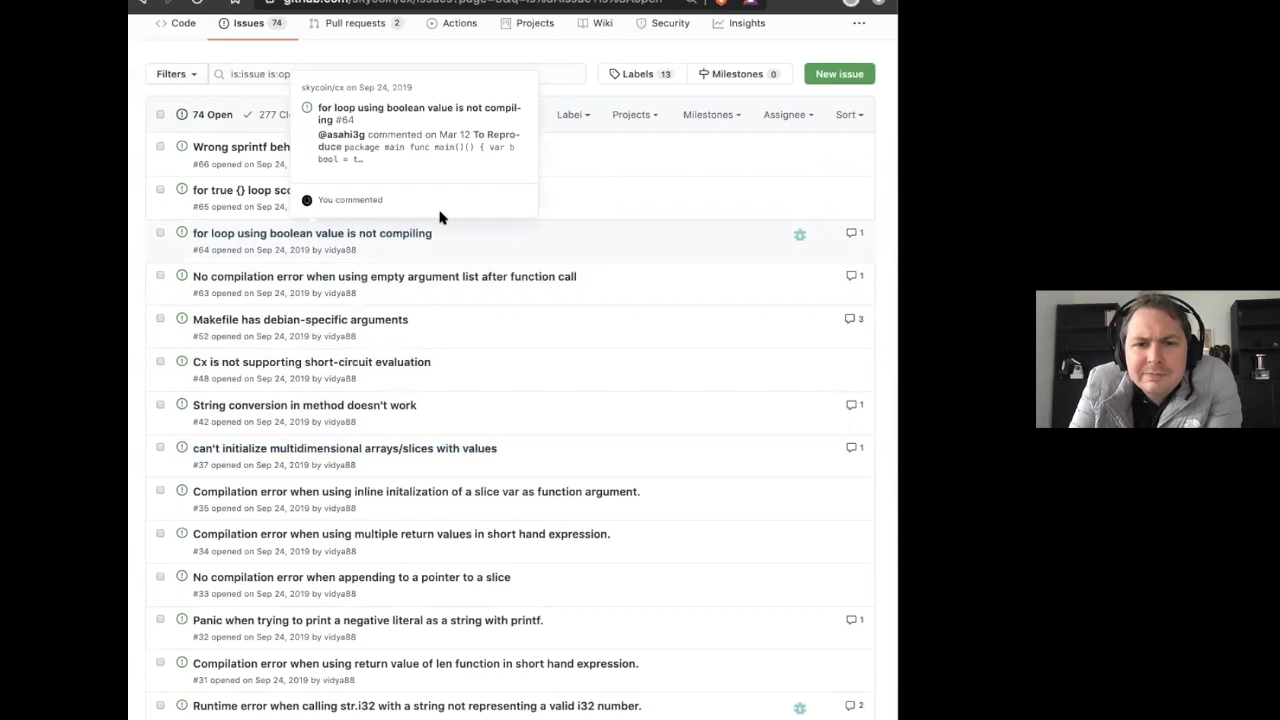 Code
Issues 74
Pull requests 2
Actions
Projects
Wiki
Security
Insights
Filters
is:issue is:op
Labels 13
Milestones 0
New issue
skycoin/cx on Sep 24, 2019
for loop using boolean value is not compil-
ing #64
@asahi3g commented on Mar 12 To Repro-
duce package main func main()() { var b
bool = t…
You commented
74 Open
277 Cl
Label
Projects
Milestones
Assignee
Sort
Wrong sprintf beh
#66 opened on Sep 24,
for true {} loop sco
#65 opened on Sep 24,
for loop using boolean value is not compiling
1
#64 opened on Sep 24, 2019 by vidya88
No compilation error when using empty argument list after function call
1
#63 opened on Sep 24, 2019 by vidya88
Makefile has debian-specific arguments
3
#52 opened on Sep 24, 2019 by vidya88
Cx is not supporting short-circuit evaluation
#48 opened on Sep 24, 2019 by vidya88
String conversion in method doesn't work
1
#42 opened on Sep 24, 2019 by vidya88
can't initialize multidimensional arrays/slices with values
1
#37 opened on Sep 24, 2019 by vidya88
Compilation error when using inline initalization of a slice var as function argument.
#35 opened on Sep 24, 2019 by vidya88
Compilation error when using multiple return values in short hand expression.
#34 opened on Sep 24, 2019 by vidya88
No compilation error when appending to a pointer to a slice
#33 opened on Sep 24, 2019 by vidya88
Panic when trying to print a negative literal as a string with printf.
1
#32 opened on Sep 24, 2019 by vidya88
Compilation error when using return value of len function in short hand expression.
#31 opened on Sep 24, 2019 by vidya88
Runtime error when calling str.i32 with a string not representing a valid i32 number.
2